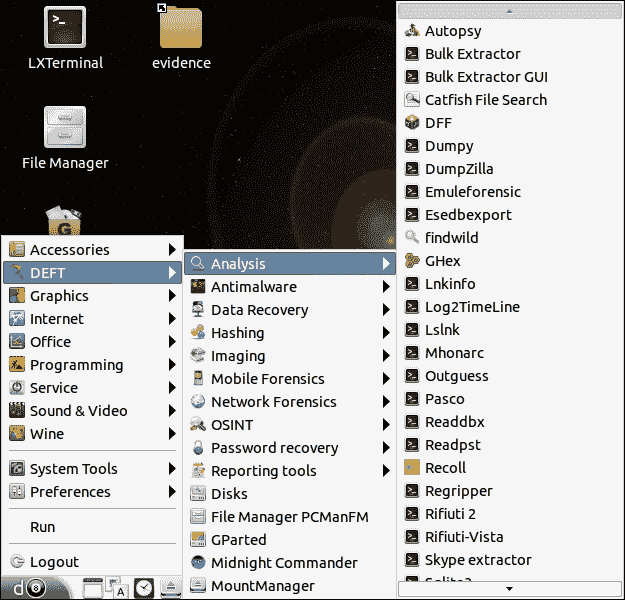 LXTerminal
evidence
File Manager
Accessories
DEFT
Graphics
Internet
Office
Programming
Service
Sound & Video
Wine
System Tools
Preferences
Run
Logout
Analysis
Antimalware
Data Recovery
Hashing
Imaging
Mobile Forensics
Network Forensics
OSINT
Password recovery
Reporting tools
Disks
File Manager PCManFM
GParted
Midnight Commander
MountManager
Autopsy
Bulk Extractor
Bulk Extractor GUI
Catfish File Search
DFF
Dumpy
DumpZilla
Emuleforensic
Esedbexport
findwild
GHex
Lnkinfo
Log2TimeLine
Lslnk
Mhonarc
Outguess
Pasco
Readdbx
Readpst
Recoll
Regripper
Rifiuti 2
Rifiuti-Vista
Skype extractor
d8
A